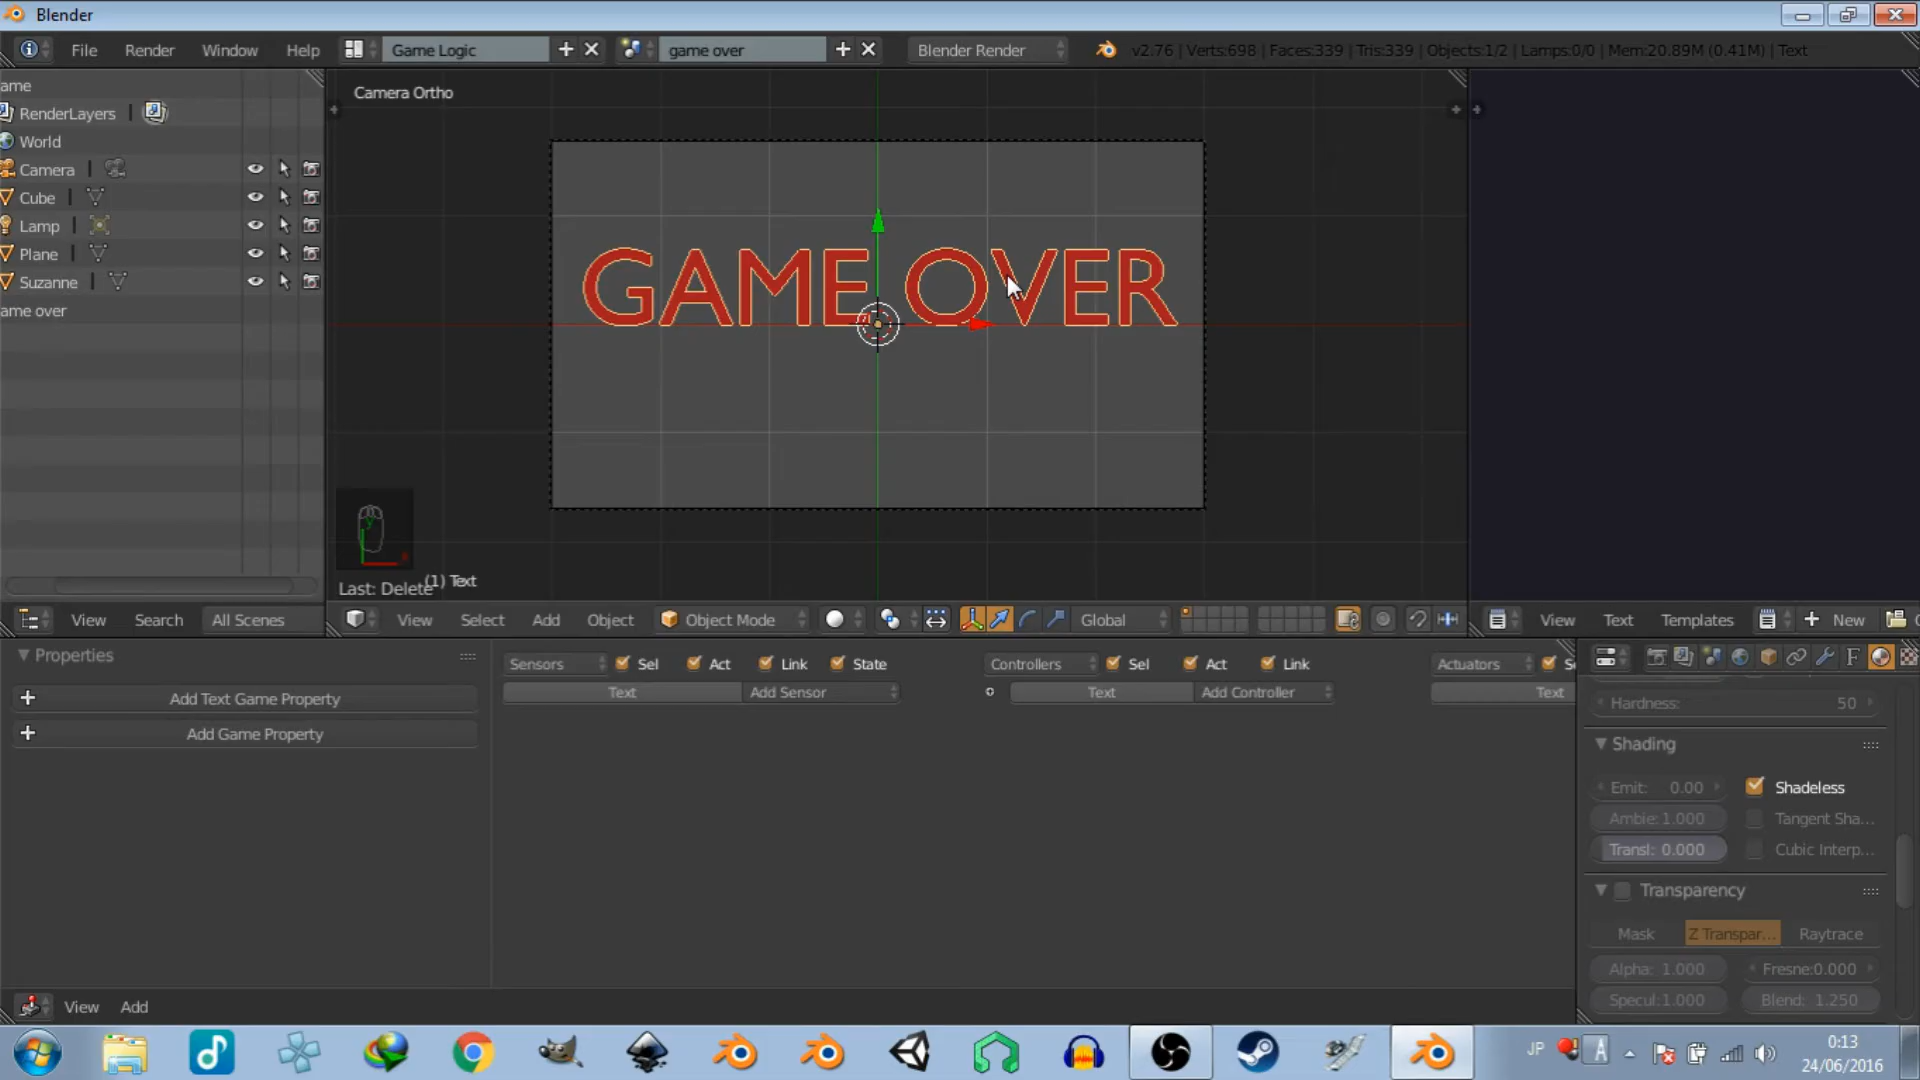 Blender
File Render Window Help Game Logic game over Blender Render v2.76 | Verts:698 | Faces:339 | Tris:339 | Objects:1/2 | Lamps:0/0 | Mem:20.89M (0.41M) | Text
ame
RenderLayers
World
Camera
Cube
Lamp
Plane
Suzanne
ame over
Camera Ortho
GAME OVER
Last: Delete
(1) Text
View Search All Scenes
View Select Add Object Object Mode Global
View Text Templates New
Properties
Add Text Game Property
Add Game Property
Sensors Sel Act Link State
Text Add Sensor
Controllers Sel Act Link
Text Add Controller
Actuators Se
Text
F
Hardness: 50
Shading
Emit: 0.00 Shadeless
Ambie: 1.000 Tangent Sha...
Transl: 0.000 Cubic Interp...
Transparency
Mask Z Transpar... Raytrace
Alpha: 1.000 Fresne:0.000
Specul:1.000 Blend: 1.250
View Add
JP A 0:13
24/06/2016